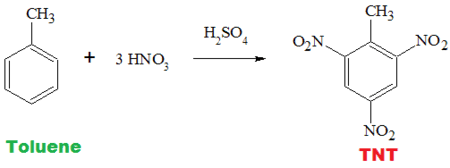 CH₃
+ 3 HNO₃
H₂SO₄
CH₃
O₂N
NO₂
NO₂
Toluene
TNT